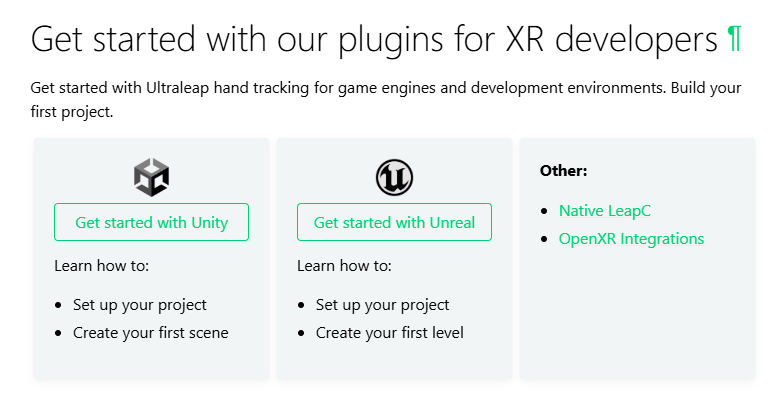 Get started with our plugins for XR developers ¶
Get started with Ultraleap hand tracking for game engines and development environments. Build your
first project.
Get started with Unity
Learn how to:
• Set up your project
• Create your first scene
Get started with Unreal
Learn how to:
• Set up your project
• Create your first level
Other:
• Native LeapC
• OpenXR Integrations